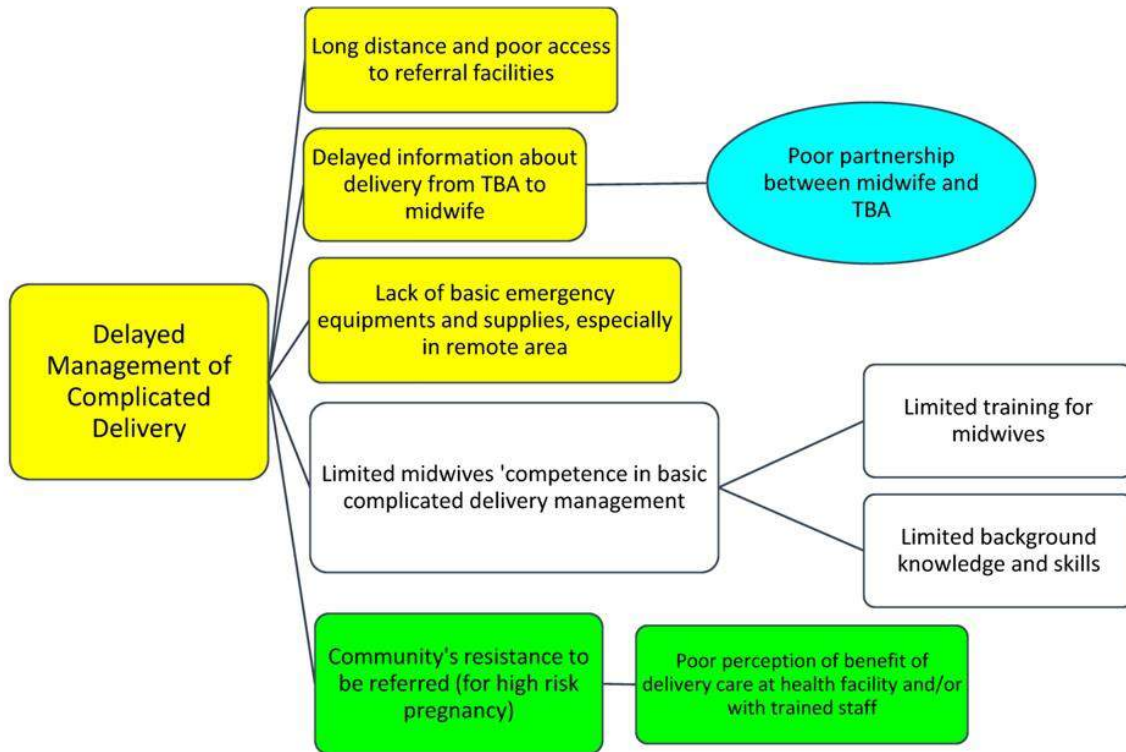 Long distance and poor access
to referral facilities
Delayed information about
delivery from TBA to
midwife
Poor partnership
between midwife and
TBA
Delayed
Management of
Complicated
Delivery
Lack of basic emergency
equipments and supplies, especially
in remote area
Limited midwives 'competence in basic
complicated delivery management
Limited training for
midwives
Limited background
knowledge and skills
Community's resistance to
be referred (for high risk
pregnancy)
Poor perception of benefit of
delivery care at health facility and/or
with trained staff